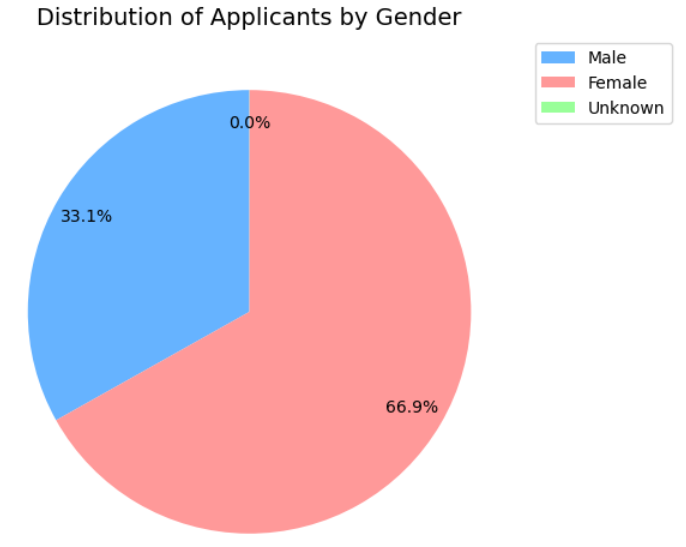 Distribution of Applicants by Gender
Male
Female
Unknown
0.0%
33.1%
66.9%